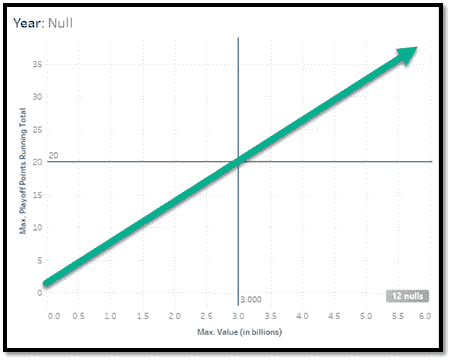 Year: Null
Max. Playoff Points Running Total
35
30
25
20
20
15
10
5
0
3.000
12 nulls
0.0 0.5 1.0 1.5 2.0 2.5 3.0 3.5 4.0 4.5 5.0 5.5 6.0
Max. Value (in billions)